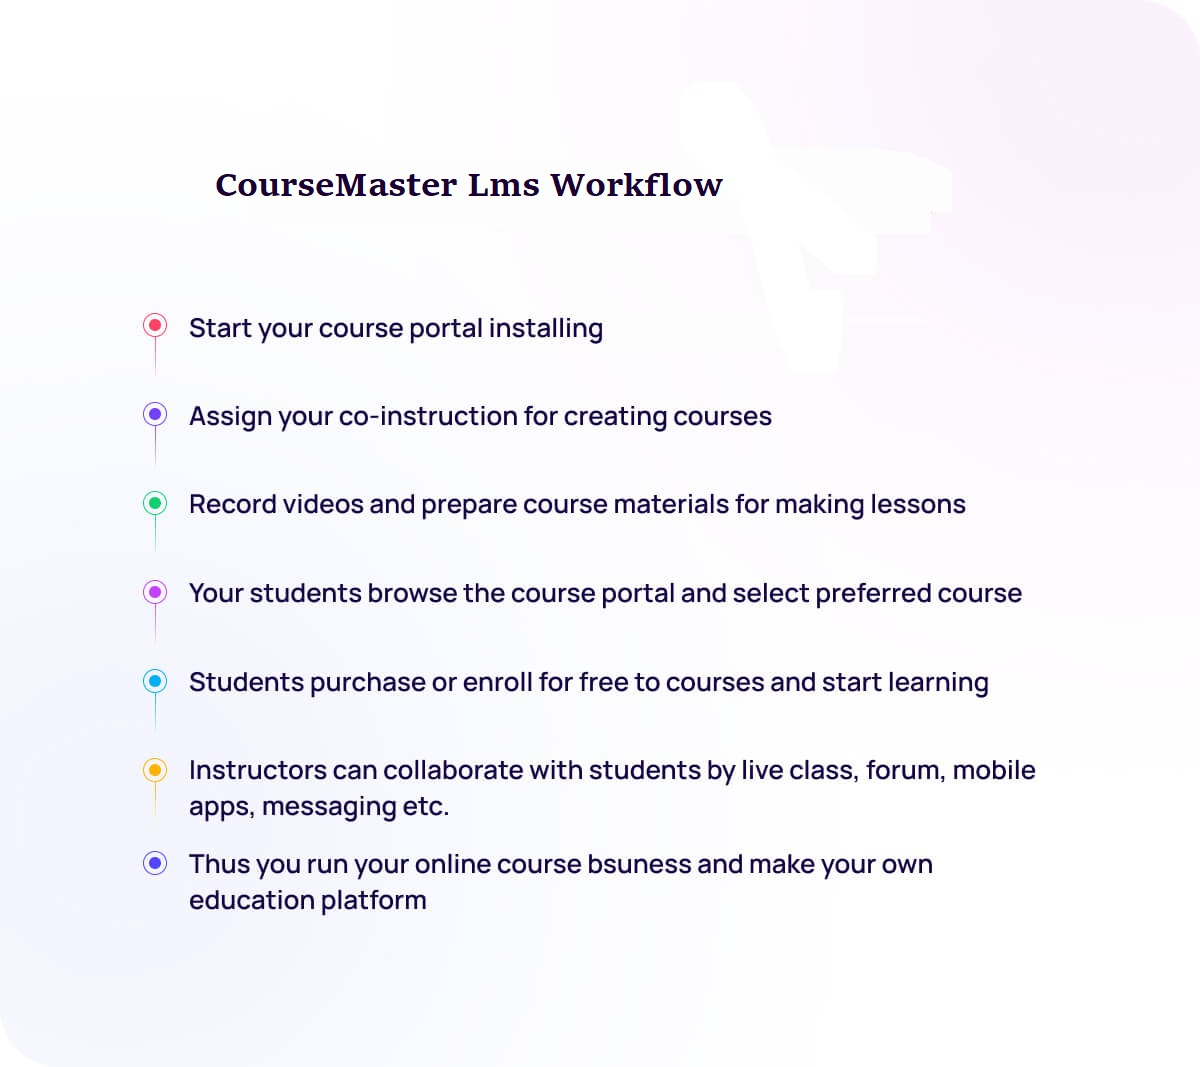 CourseMaster Lms Workflow
Start your course portal installing
Assign your co-instruction for creating courses
Record videos and prepare course materials for making lessons
Your students browse the course portal and select preferred course
Students purchase or enroll for free to courses and start learning
Instructors can collaborate with students by live class, forum, mobile
apps, messaging etc.
Thus you run your online course bsuness and make your own
education platform